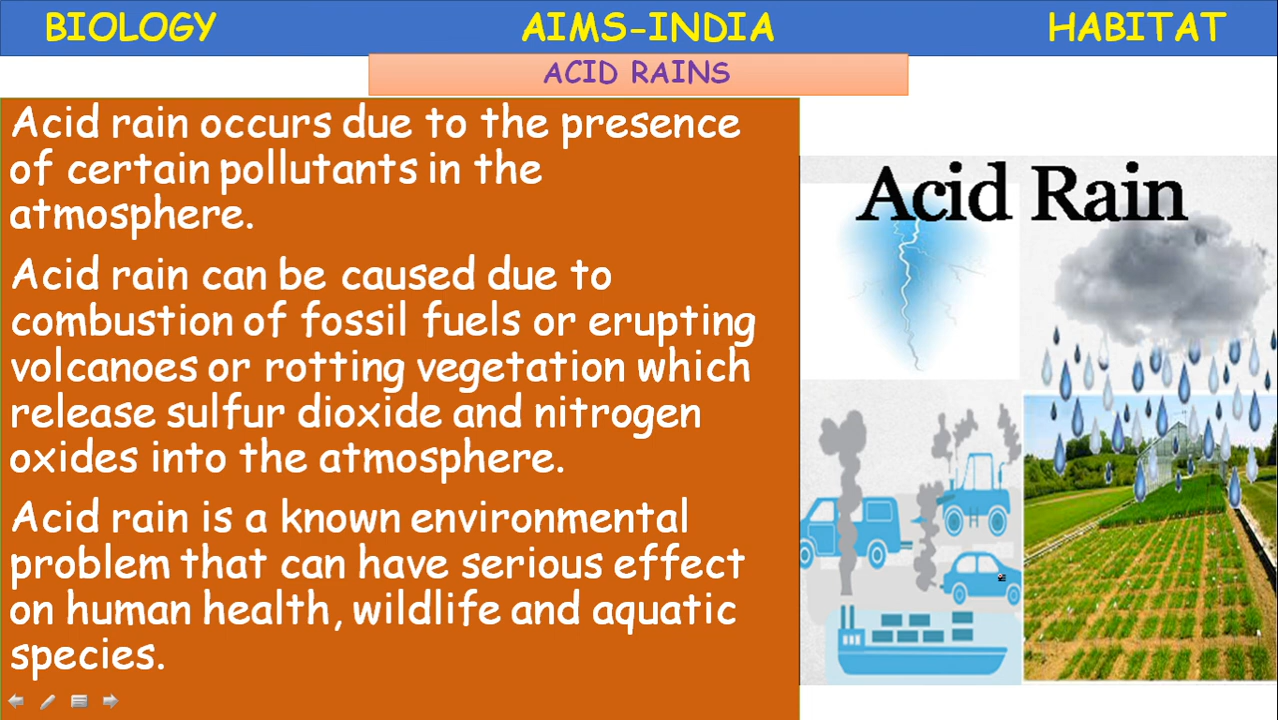 BIOLOGY AIMS-INDIA HABITAT
ACID RAINS
Acid rain occurs due to the presence
of certain pollutants in the
atmosphere.
Acid rain can be caused due to
combustion of fossil fuels or erupting
volcanoes or rotting vegetation which
release sulfur dioxide and nitrogen
oxides into the atmosphere.
Acid rain is a known environmental
problem that can have serious effect
on human health, wildlife and aquatic
species.
Acid Rain